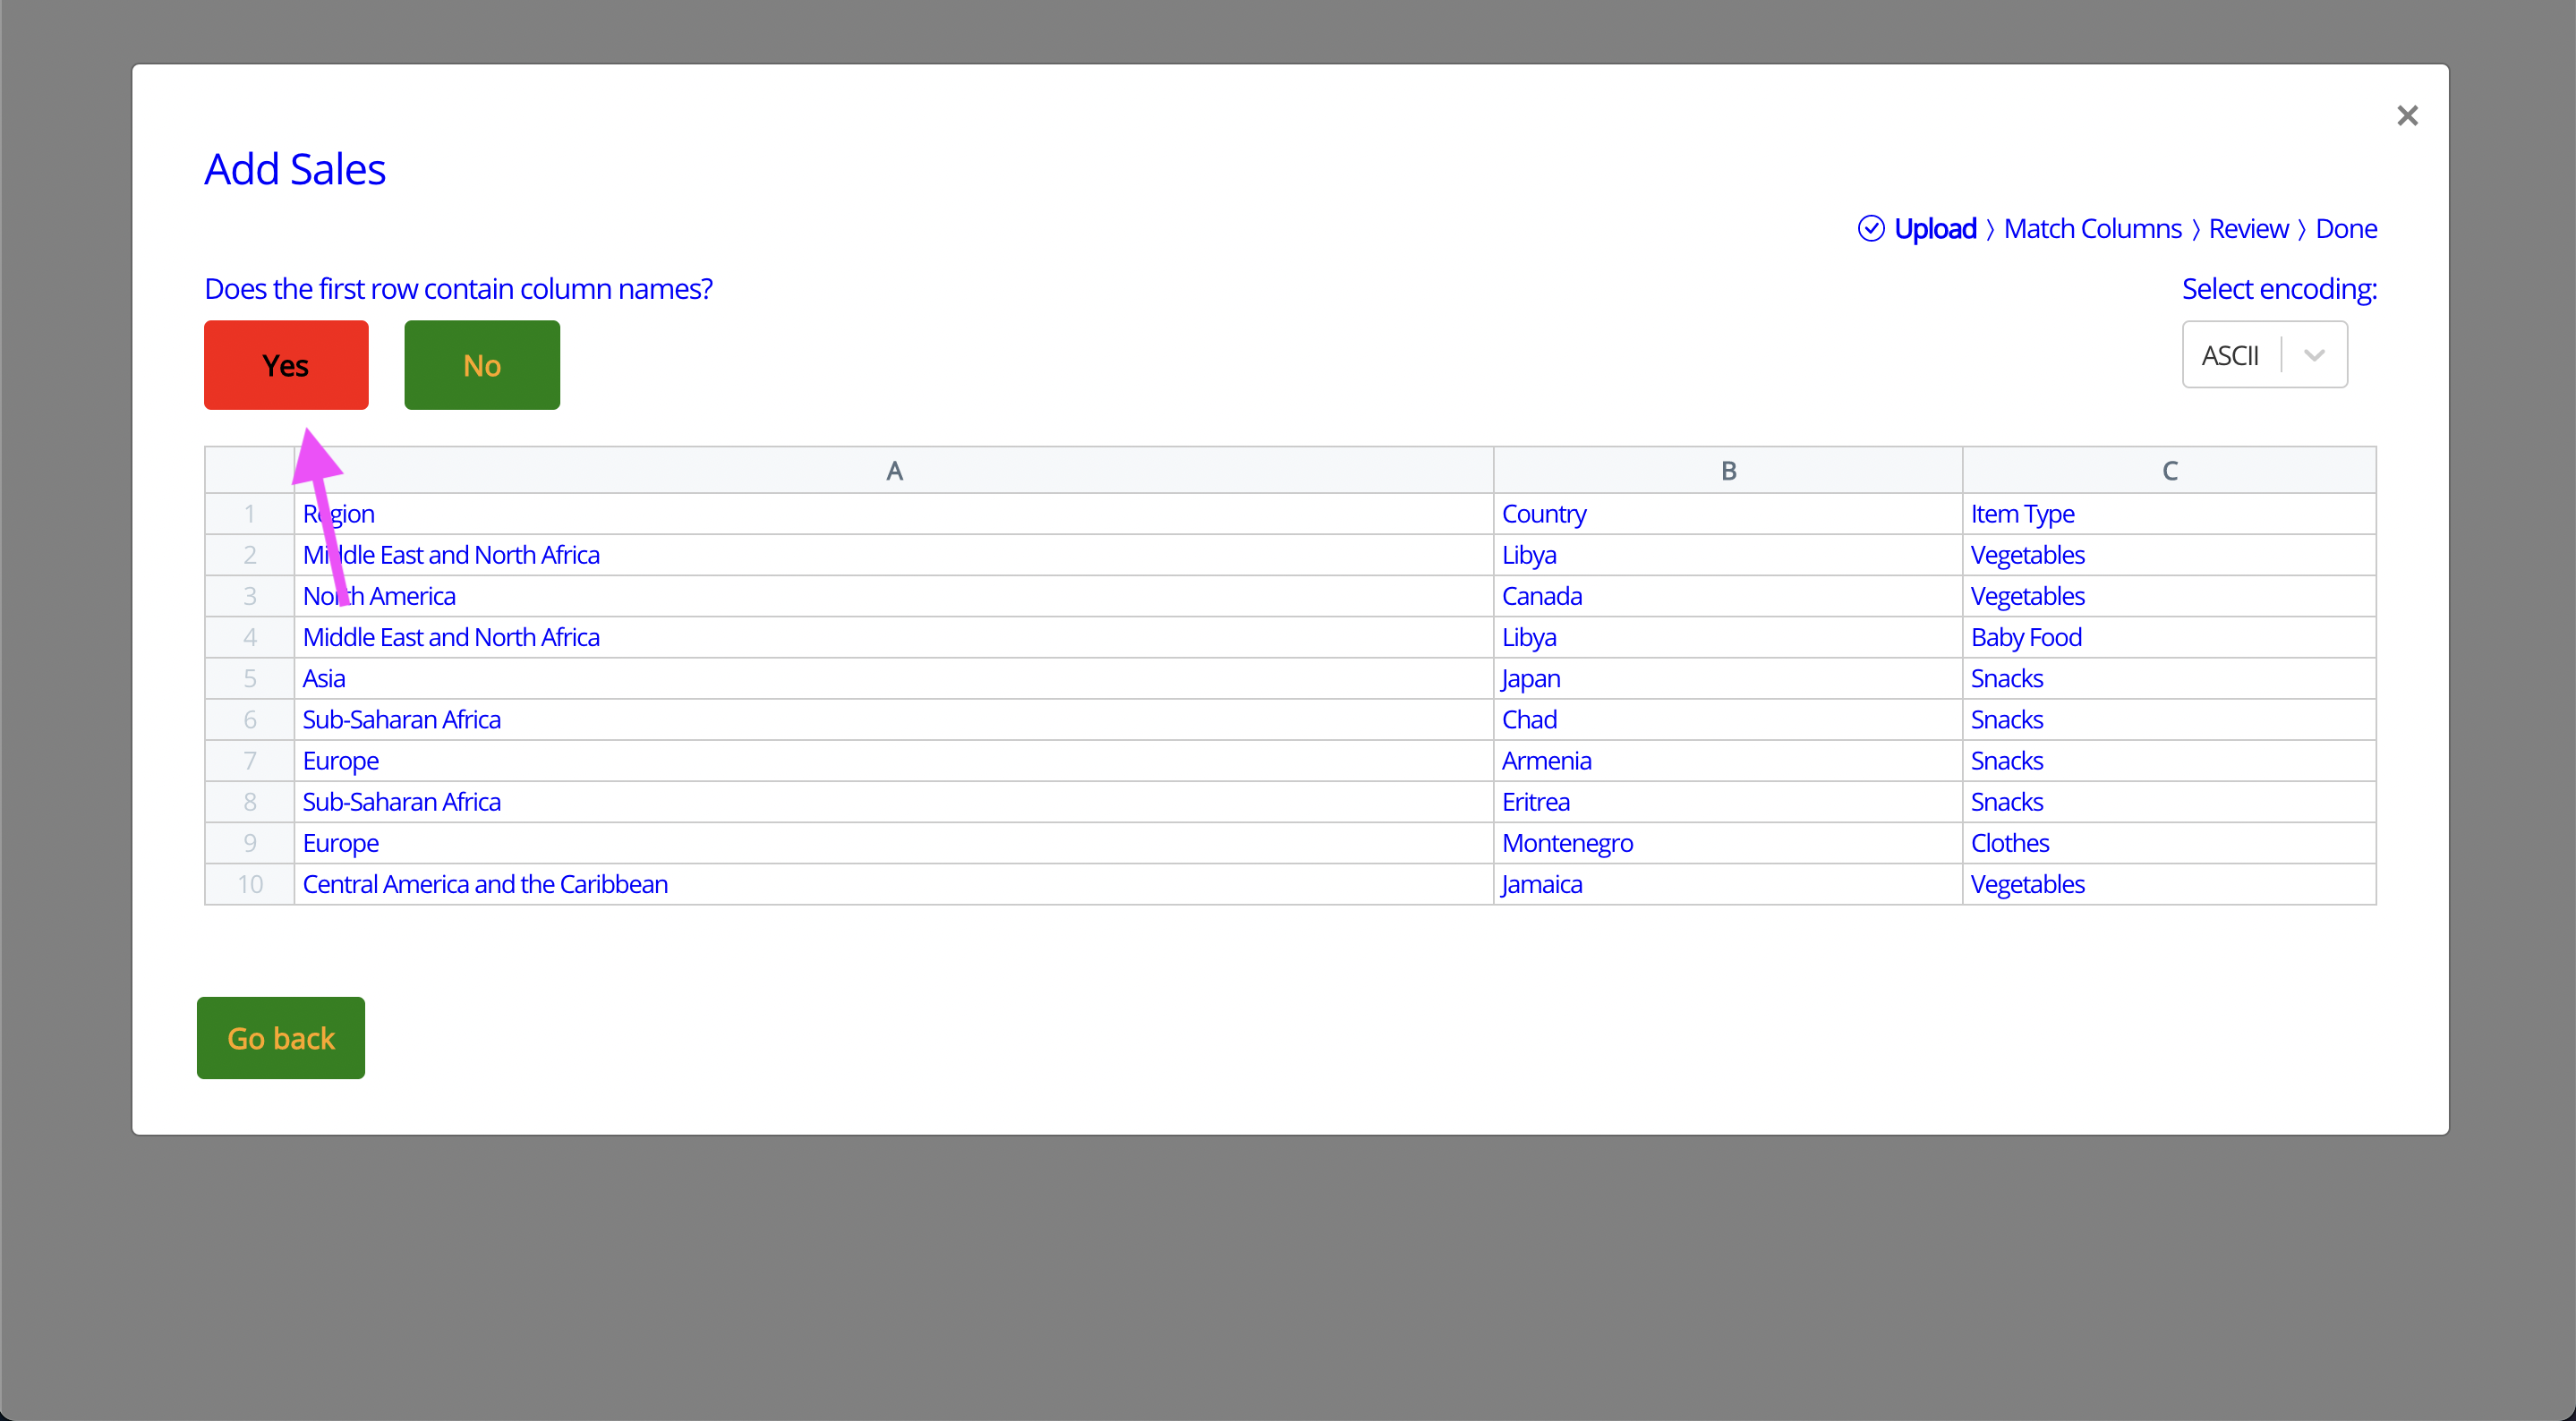 Add Sales
Upload 〉 Match Columns 〉 Review 〉 Done
Does the first row contain column names?
Select encoding:
Yes No
ASCII
A B C
1 Region Country Item Type
2 Middle East and North Africa Libya Vegetables
3 North America Canada Vegetables
4 Middle East and North Africa Libya Baby Food
5 Asia Japan Snacks
6 Sub-Saharan Africa Chad Snacks
7 Europe Armenia Snacks
8 Sub-Saharan Africa Eritrea Snacks
9 Europe Montenegro Clothes
10 Central America and the Caribbean Jamaica Vegetables
Go back